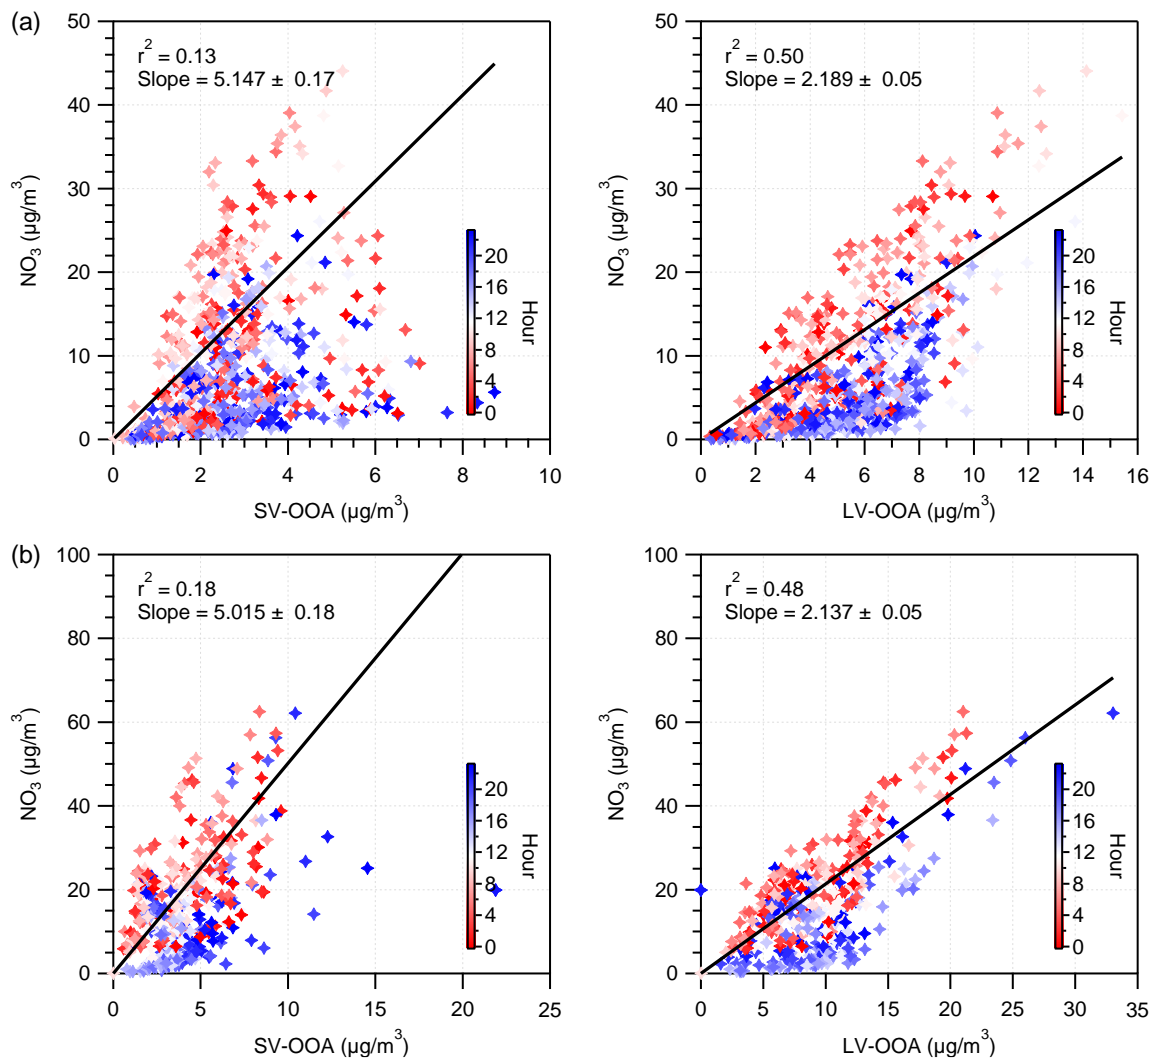 (a)
50
40
30
20
10
0
NO3 (µg/m3)
r2 = 0.13
Slope = 5.147 ± 0.17
20
16
12
8
4
0
Hour
0 2 4 6 8 10
SV-OOA (µg/m3)
50
40
30
20
10
0
NO3 (µg/m3)
r2 = 0.50
Slope = 2.189 ± 0.05
20
16
12
8
4
0
Hour
0 2 4 6 8 10 12 14 16
LV-OOA (µg/m3)
(b)
100
80
60
40
20
0
NO3 (µg/m3)
r2 = 0.18
Slope = 5.015 ± 0.18
20
16
12
8
4
0
Hour
0 5 10 15 20 25
SV-OOA (µg/m3)
100
80
60
40
20
0
NO3 (µg/m3)
r2 = 0.48
Slope = 2.137 ± 0.05
20
16
12
8
4
0
Hour
0 5 10 15 20 25 30 35
LV-OOA (µg/m3)